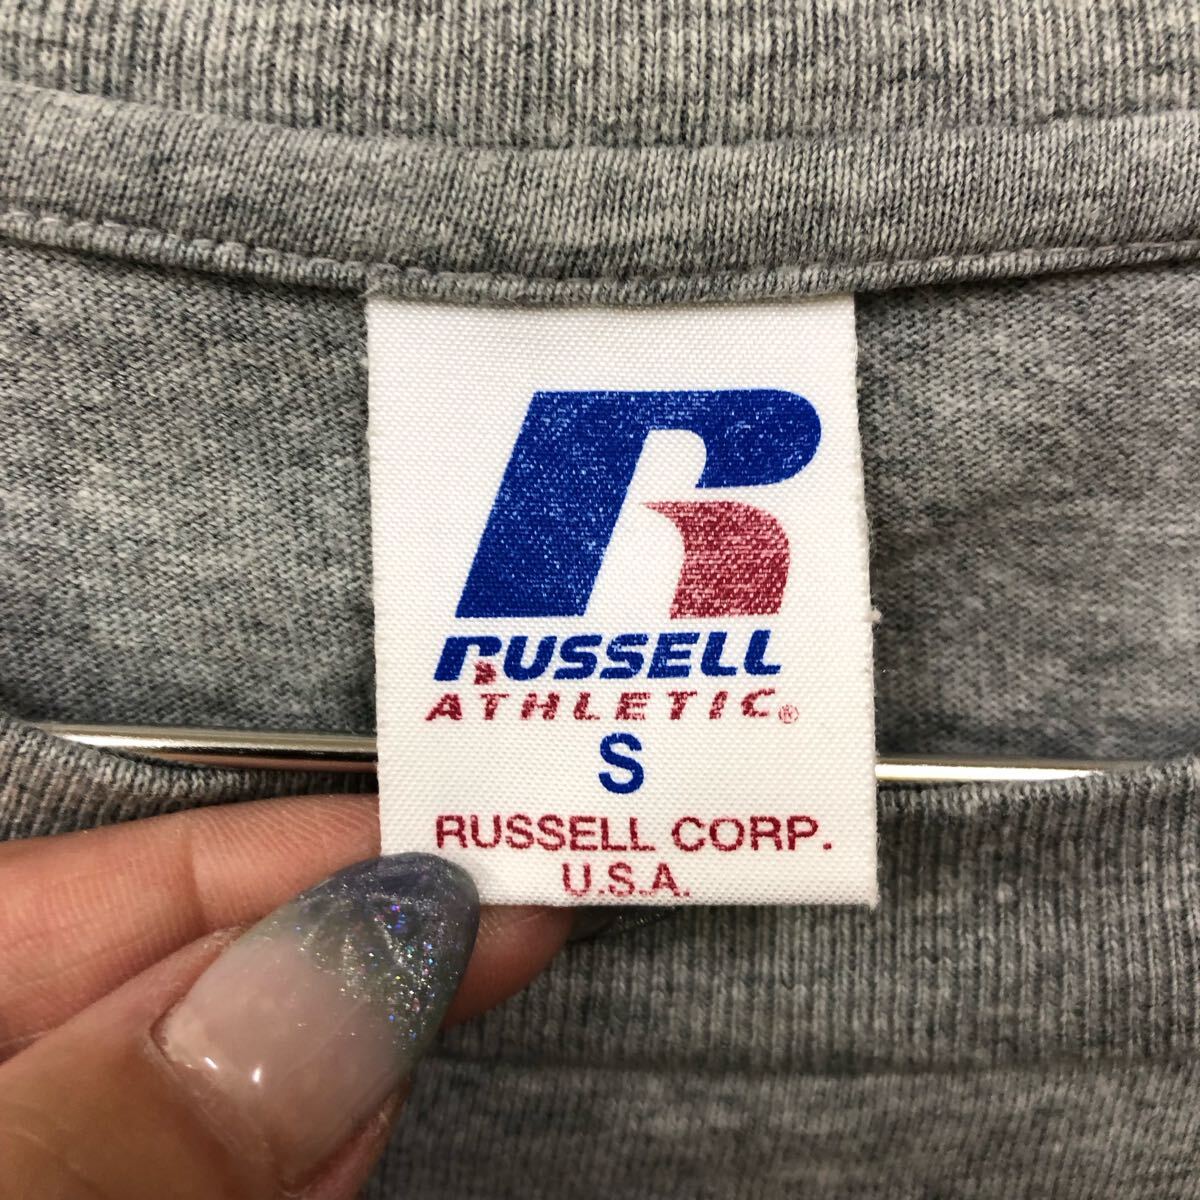 R
RUSSELL
ATHLETIC®
S
RUSSELL CORP.
U.S.A.